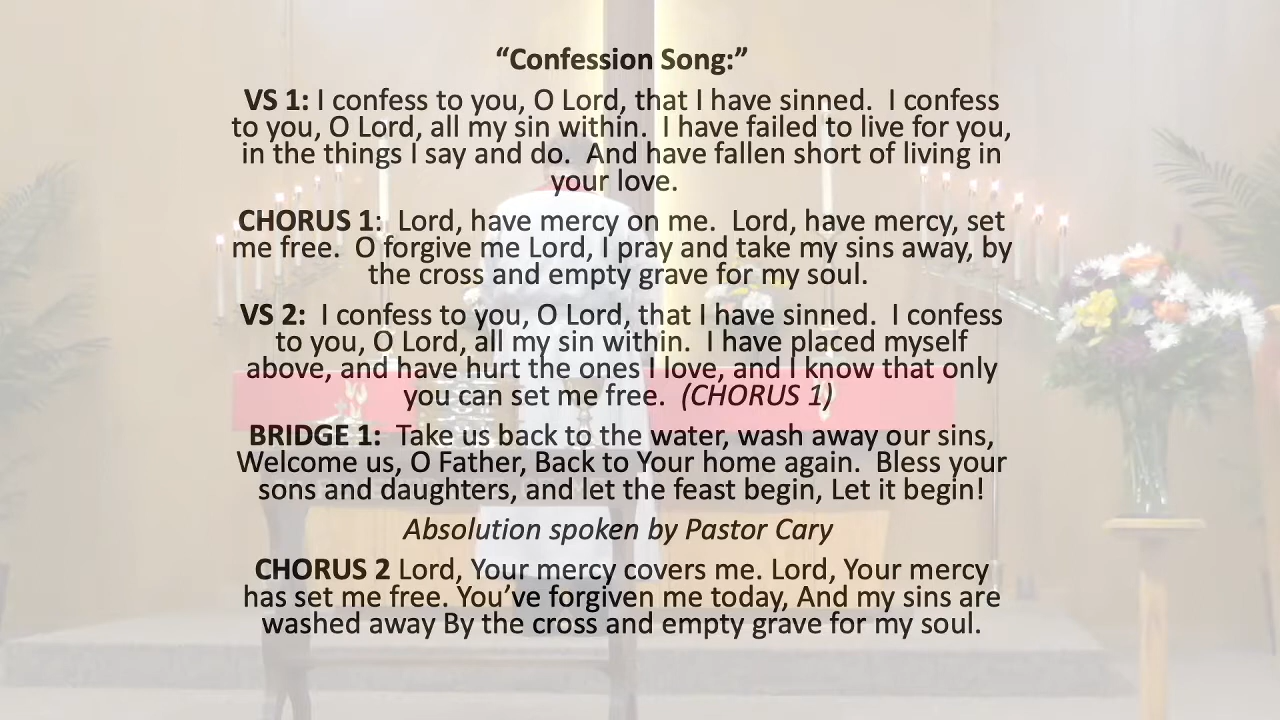 “Confession Song:”
VS 1: I confess to you, O Lord, that I have sinned.  I confess
to you, O Lord, all my sin within.  I have failed to live for you,
in the things I say and do.  And have fallen short of living in
your love.
CHORUS 1:  Lord, have mercy on me.  Lord, have mercy, set
me free.  O forgive me Lord, I pray and take my sins away, by
the cross and empty grave for my soul.
VS 2:  I confess to you, O Lord, that I have sinned.  I confess
to you, O Lord, all my sin within.  I have placed myself
above, and have hurt the ones I love, and I know that only
you can set me free.  (CHORUS 1)
BRIDGE 1:  Take us back to the water, wash away our sins,
Welcome us, O Father, Back to Your home again.  Bless your
sons and daughters, and let the feast begin, Let it begin!
Absolution spoken by Pastor Cary
CHORUS 2 Lord, Your mercy covers me. Lord, Your mercy
has set me free. You’ve forgiven me today, And my sins are
washed away By the cross and empty grave for my soul.